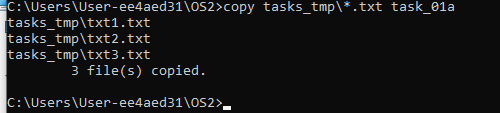 C:\Users\User-ee4aed31\OS2>copy tasks_tmp\*.txt task_01a
tasks_tmp\txt1.txt
tasks_tmp\txt2.txt
tasks_tmp\txt3.txt
        3 file(s) copied.
C:\Users\User-ee4aed31\OS2>